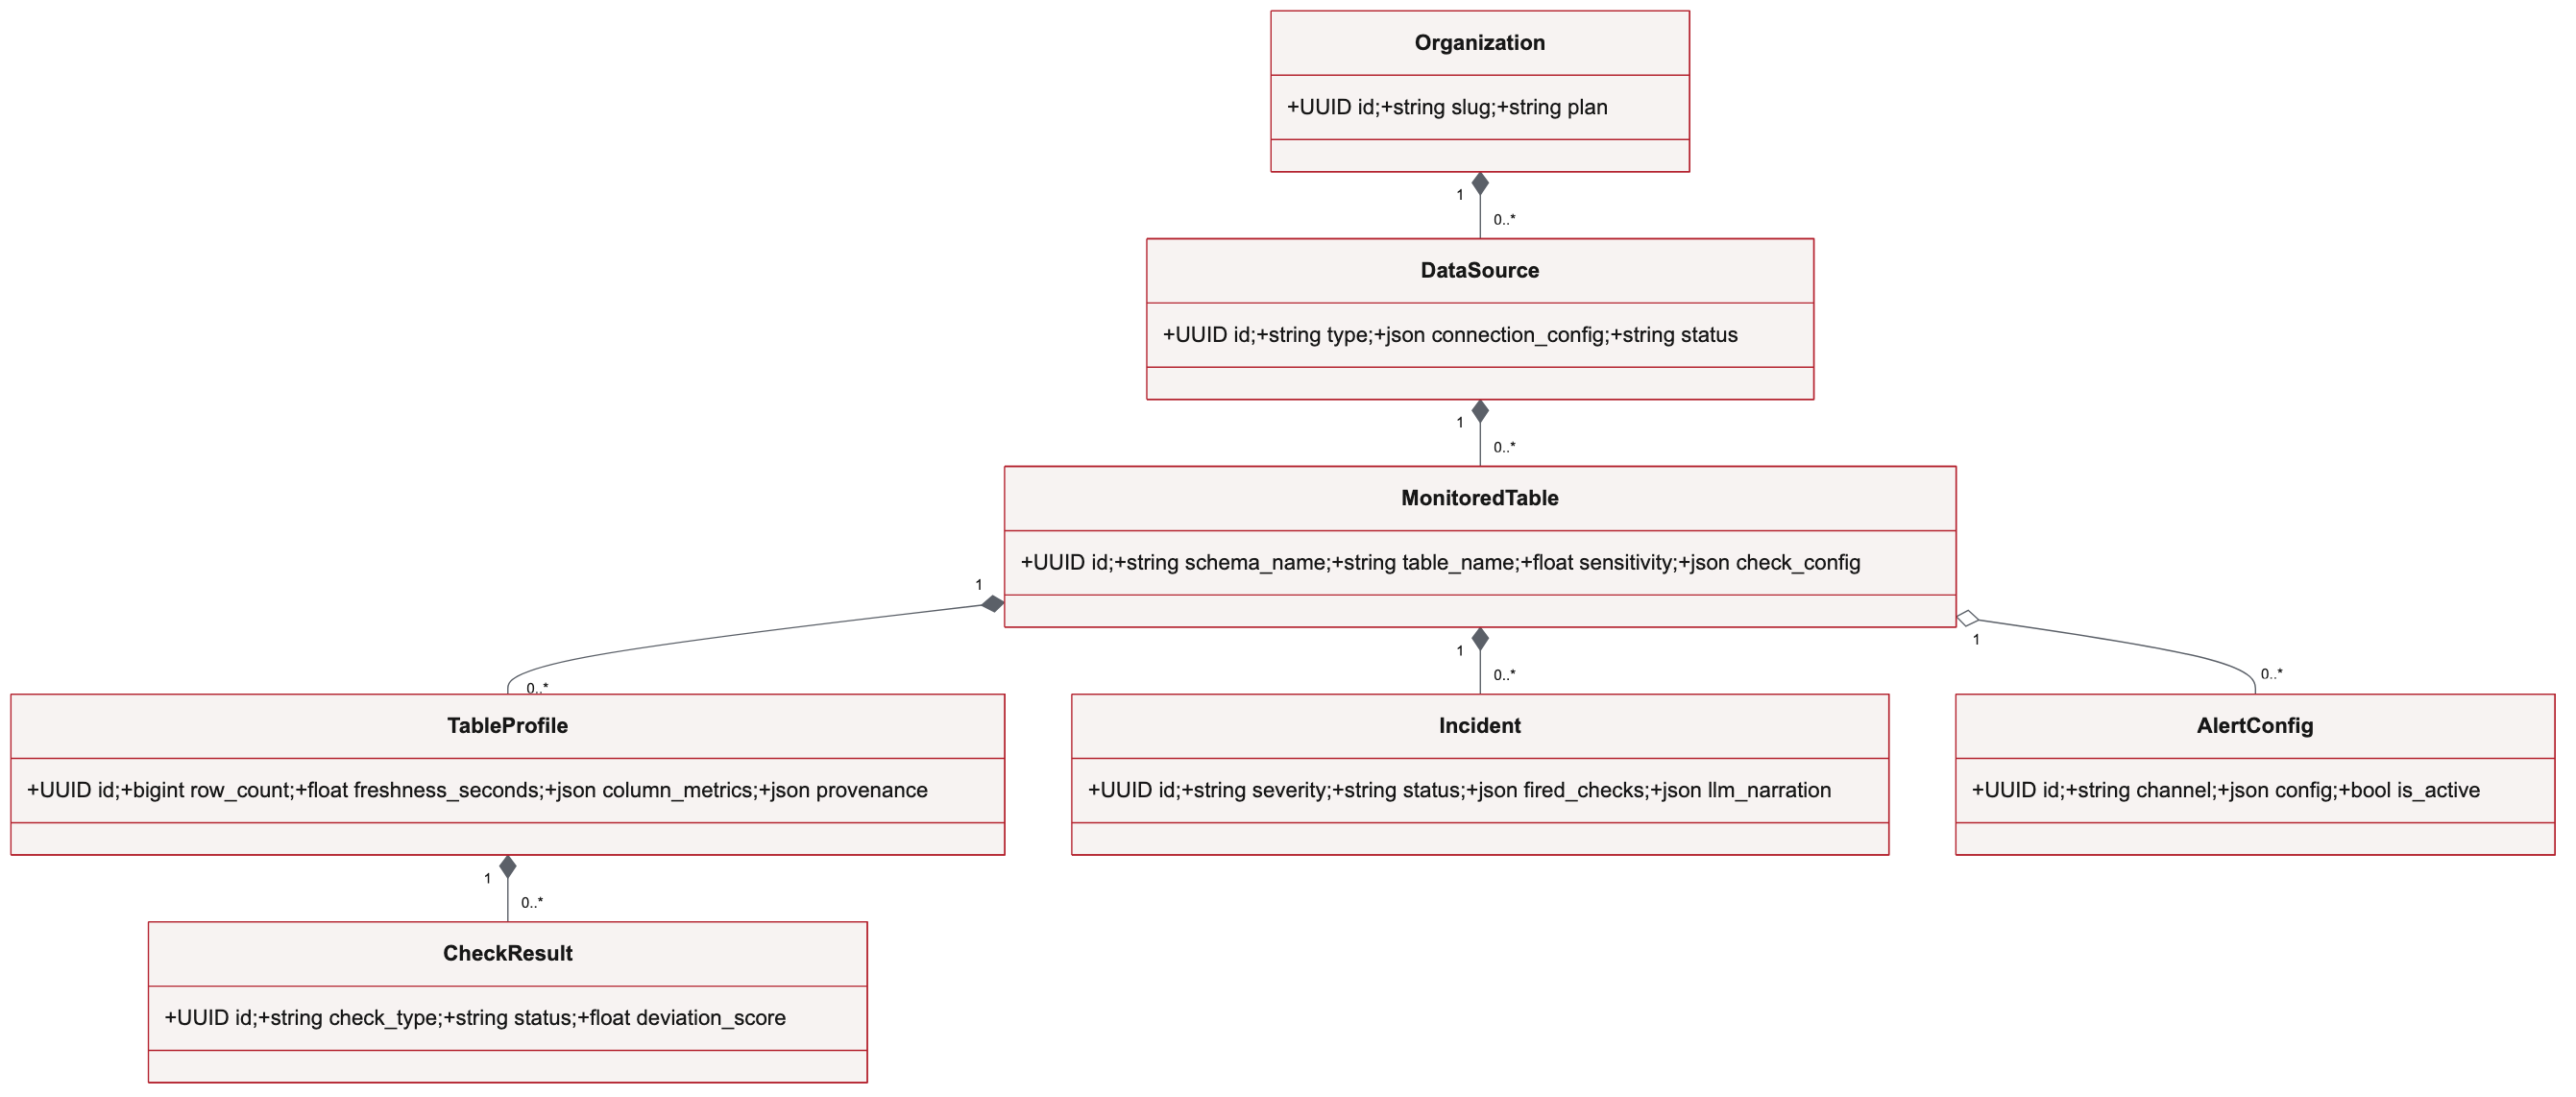 Organization
+UUID id;+string slug;+string plan
1
0..*
DataSource
+UUID id;+string type;+json connection_config;+string status
1
0..*
MonitoredTable
+UUID id;+string schema_name;+string table_name;+float sensitivity;+json check_config
1
1
1
0..*
0..*
0..*
TableProfile
+UUID id;+bigint row_count;+float freshness_seconds;+json column_metrics;+json provenance
Incident
+UUID id;+string severity;+string status;+json fired_checks;+json llm_narration
AlertConfig
+UUID id;+string channel;+json config;+bool is_active
1
0..*
CheckResult
+UUID id;+string check_type;+string status;+float deviation_score